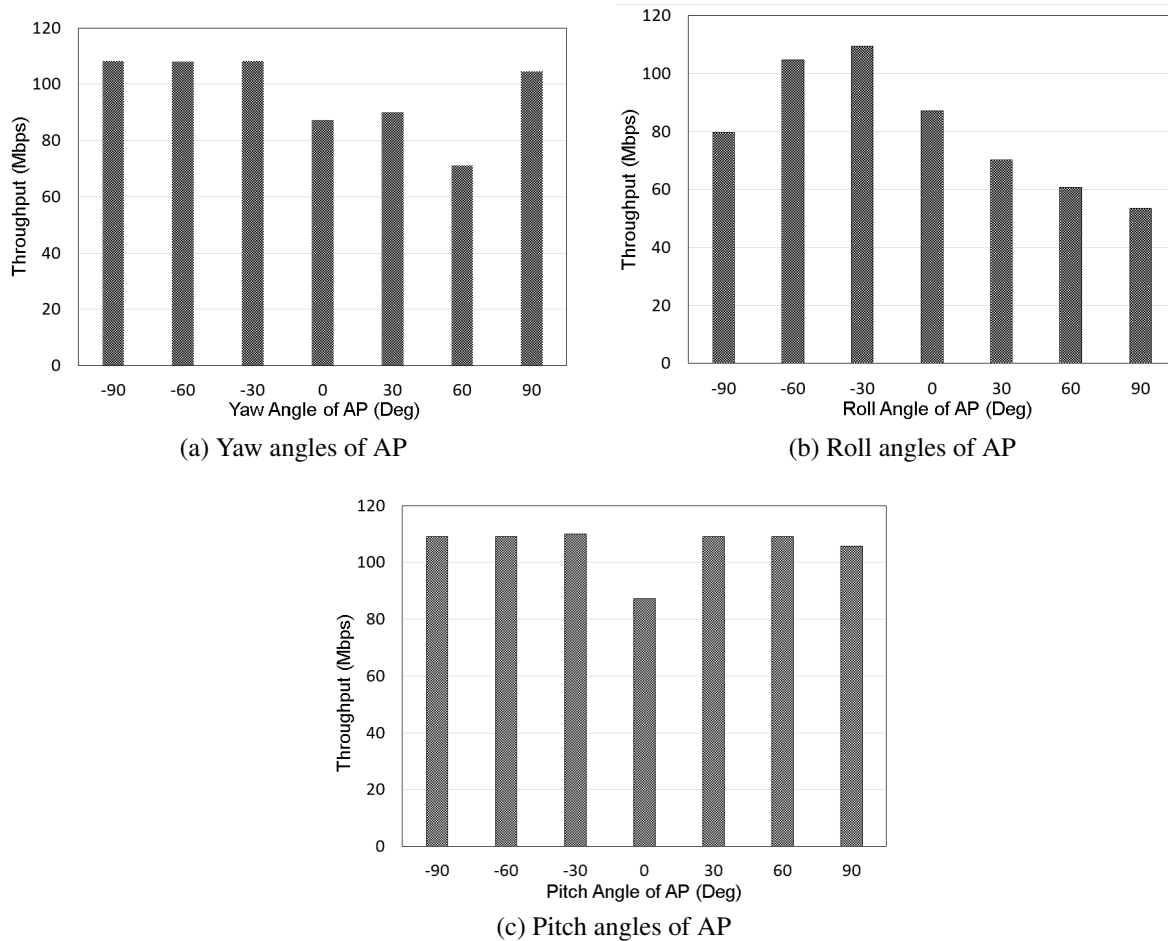 120
100
80
60
40
20
0
Throughput (Mbps)
-90 -60 -30 0 30 60 90
Yaw Angle of AP (Deg)
(a) Yaw angles of AP
120
100
80
60
40
20
0
Throughput (Mbps)
-90 -60 -30 0 30 60 90
Roll Angle of AP (Deg)
(b) Roll angles of AP
120
100
80
60
40
20
0
Throughput (Mbps)
-90 -60 -30 0 30 60 90
Pitch Angle of AP (Deg)
(c) Pitch angles of AP